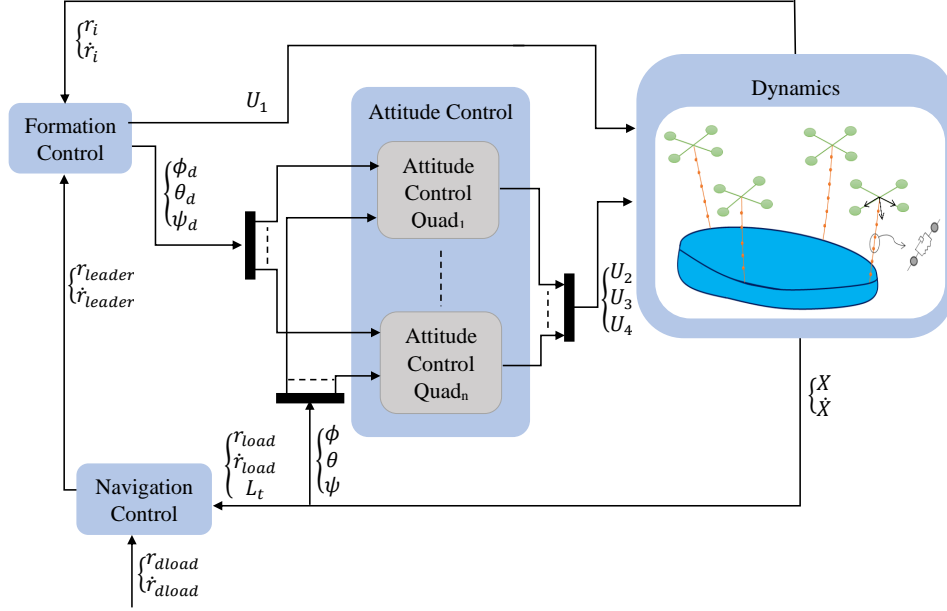 r_i
ṙ_i
Formation
Control
U_1
ϕ_d
θ_d
ψ_d
r_leader
ṙ_leader
Attitude Control
Attitude
Control
Quad₁
Attitude
Control
Quadₙ
U_2
U_3
U_4
Dynamics
X
Ẋ
r_load
ṙ_load
L_t
ϕ
θ
ψ
Navigation
Control
r_dload
ṙ_dload